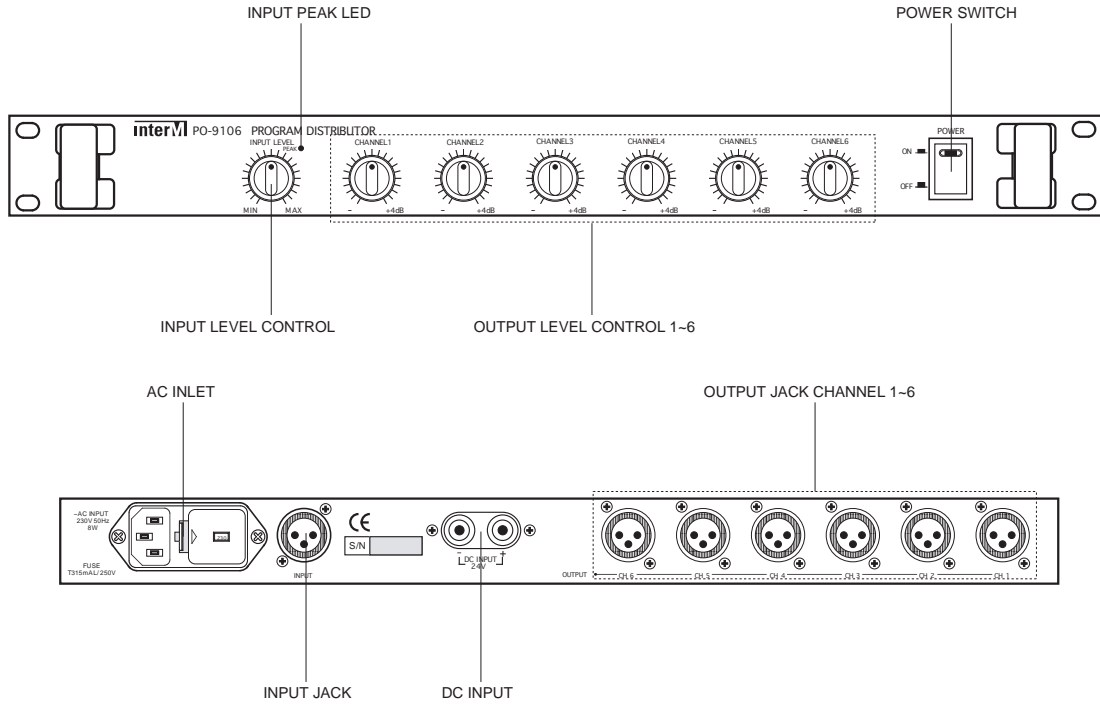 INPUT PEAK LED
POWER SWITCH
interM PO-9106 PROGRAM DISTRIBUTOR
INPUT LEVEL
PEAK
CHANNEL1
CHANNEL2
CHANNEL3
CHANNEL4
CHANNEL5
CHANNEL6
POWER
ON
OFF
MIN MAX
- +4dB
- +4dB
- +4dB
- +4dB
- +4dB
- +4dB
INPUT LEVEL CONTROL
OUTPUT LEVEL CONTROL 1~6
AC INLET
OUTPUT JACK CHANNEL 1~6
~AC INPUT
230V 50Hz
8W
FUSE
T315mAL/250V
INPUT
CE
S/N
- +
DC INPUT
24V
OUTPUT
CH 6
CH 5
CH 4
CH 3
CH 2
CH 1
INPUT JACK
DC INPUT